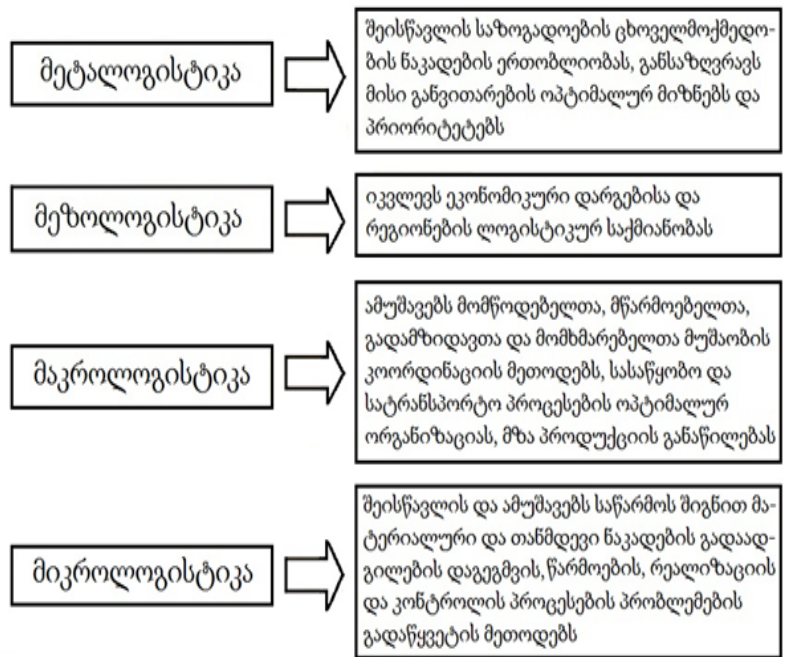 მეტალოგისტიკა
შეისწავლის საზოგადოების ცხოველმოქმედო-
ბის ნაკადების ერთობლიობას, განსაზღვრავს
მისი განვითარების ოპტიმალურ მიზნებს და
პრიორიტეტებს
მეზოლოგისტიკა
იკვლევს ეკონომიკური დარგებისა და
რეგიონების ლოგისტიკურ საქმიანობას
მაკროლოგისტიკა
ამუშავებს მომწოდებელთა, მწარმოებელთა,
გადამზიდავთა და მომხმარებელთა მუშაობის
კოორდინაციის მეთოდებს, სასაწყობო და
სატრანსპორტო პროცესების ოპტიმალურ
ორგანიზაციას, მზა პროდუქციის განაწილებას
მიკროლოგისტიკა
შეისწავლის და ამუშავებს საწარმოს შიგნით მა-
ტერიალური და თანმდევი ნაკადების გადაად-
გილების დაგეგმვის, წარმოების, რეალიზაციის
და კონტროლის პროცესების პრობლემების
გადაწყვეტის მეთოდებს